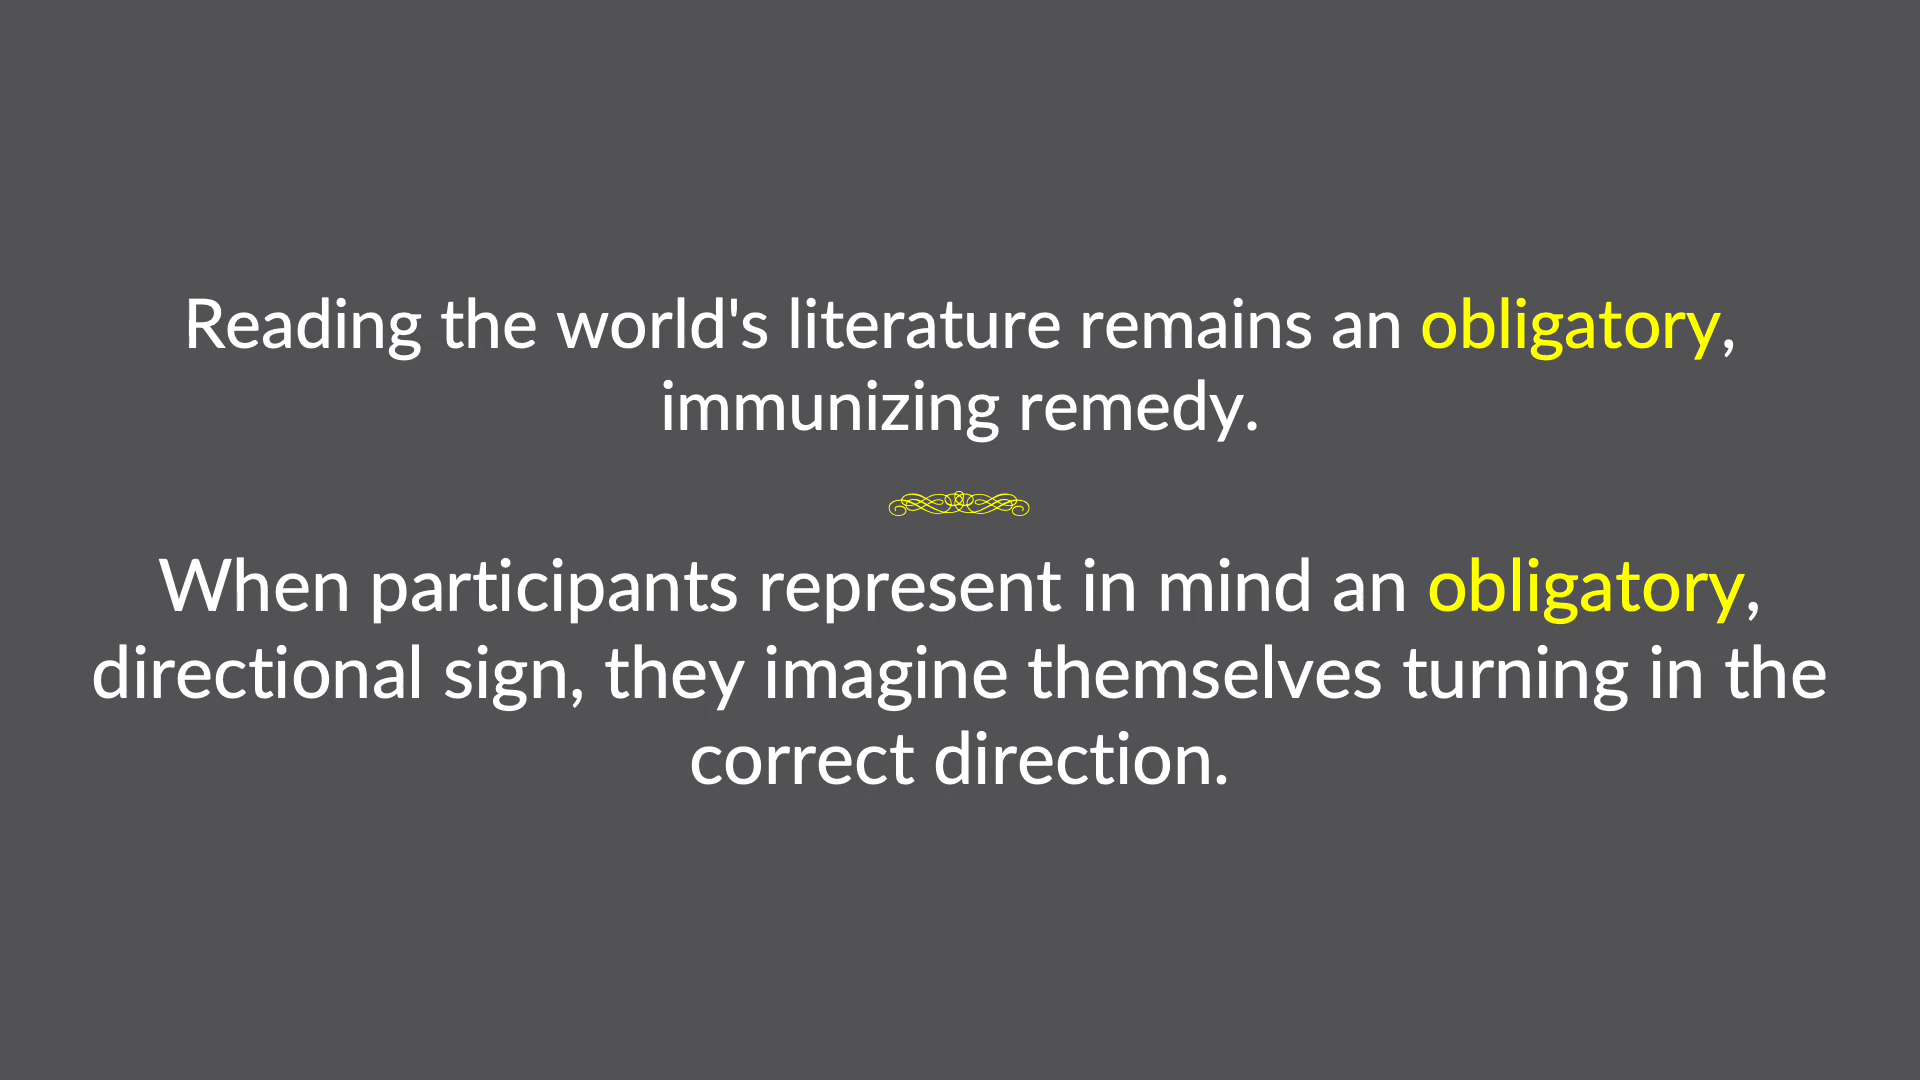 Reading the world's literature remains an obligatory,
immunizing remedy.
When participants represent in mind an obligatory,
directional sign, they imagine themselves turning in the
correct direction.